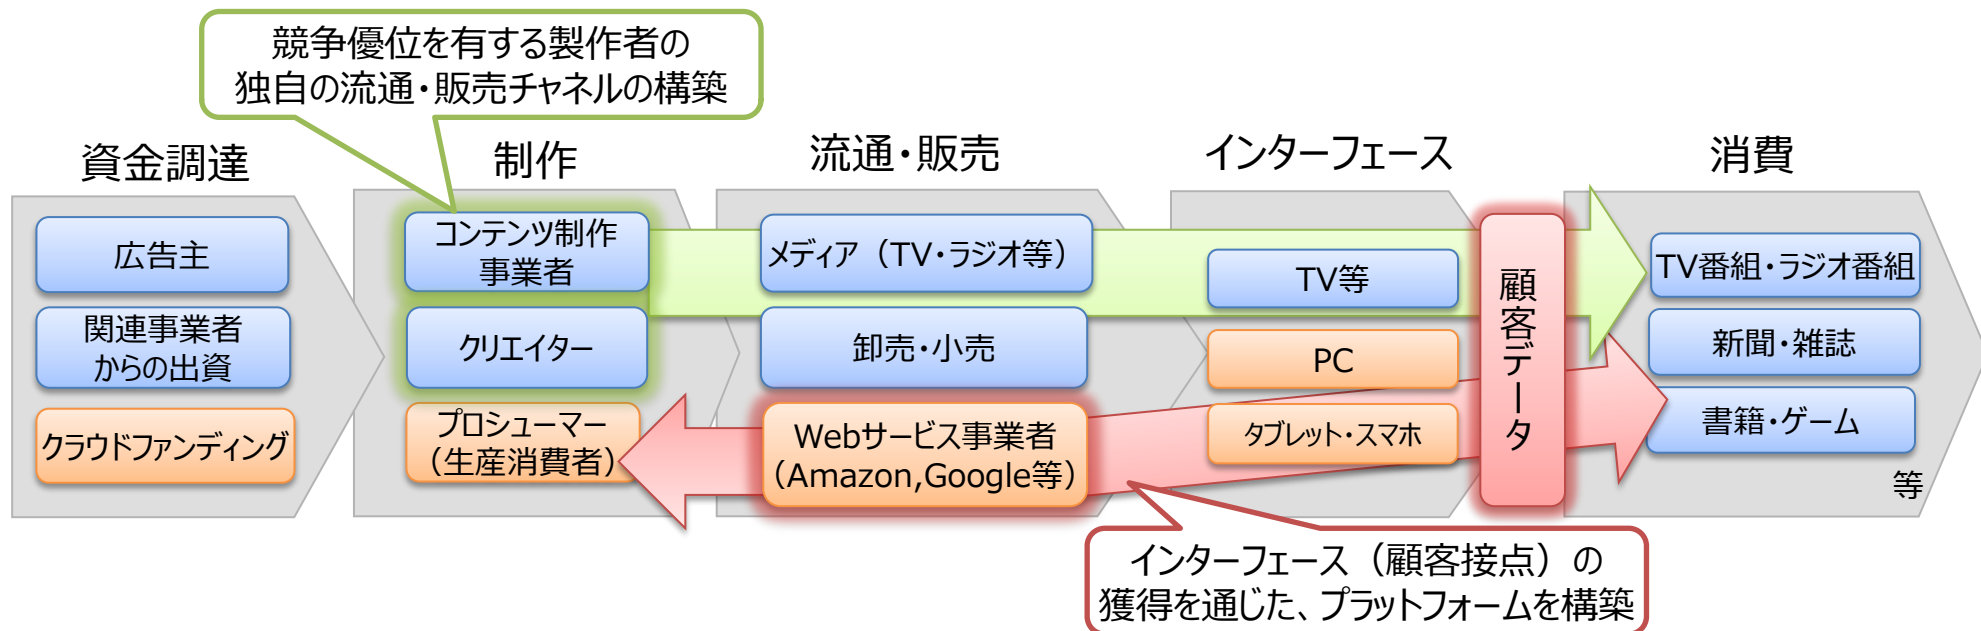 競争優位を有する製作者の
独自の流通・販売チャネルの構築
資金調達
制作
流通・販売
インターフェース
消費
広告主
関連事業者
からの出資
クラウドファンディング
コンテンツ制作
事業者
クリエイター
プロシューマー
（生産消費者）
メディア（TV・ラジオ等）
卸売・小売
Webサービス事業者
（Amazon,Google等）
TV等
PC
タブレット・スマホ
顧客データ
TV番組・ラジオ番組
新聞・雑誌
書籍・ゲーム
等
インターフェース（顧客接点）の
獲得を通じた、プラットフォームを構築